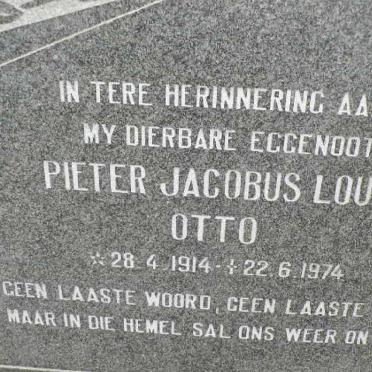 IN TERE HERINNERING AA
MY DIERBARE EGGENOOT
PIETER JACOBUS LOU
OTTO
☆ 28.4.1914 - ✝ 22.6.1974
GEEN LAASTE WOORD, GEEN LAASTE
MAAR IN DIE HEMEL SAL ONS WEER ON